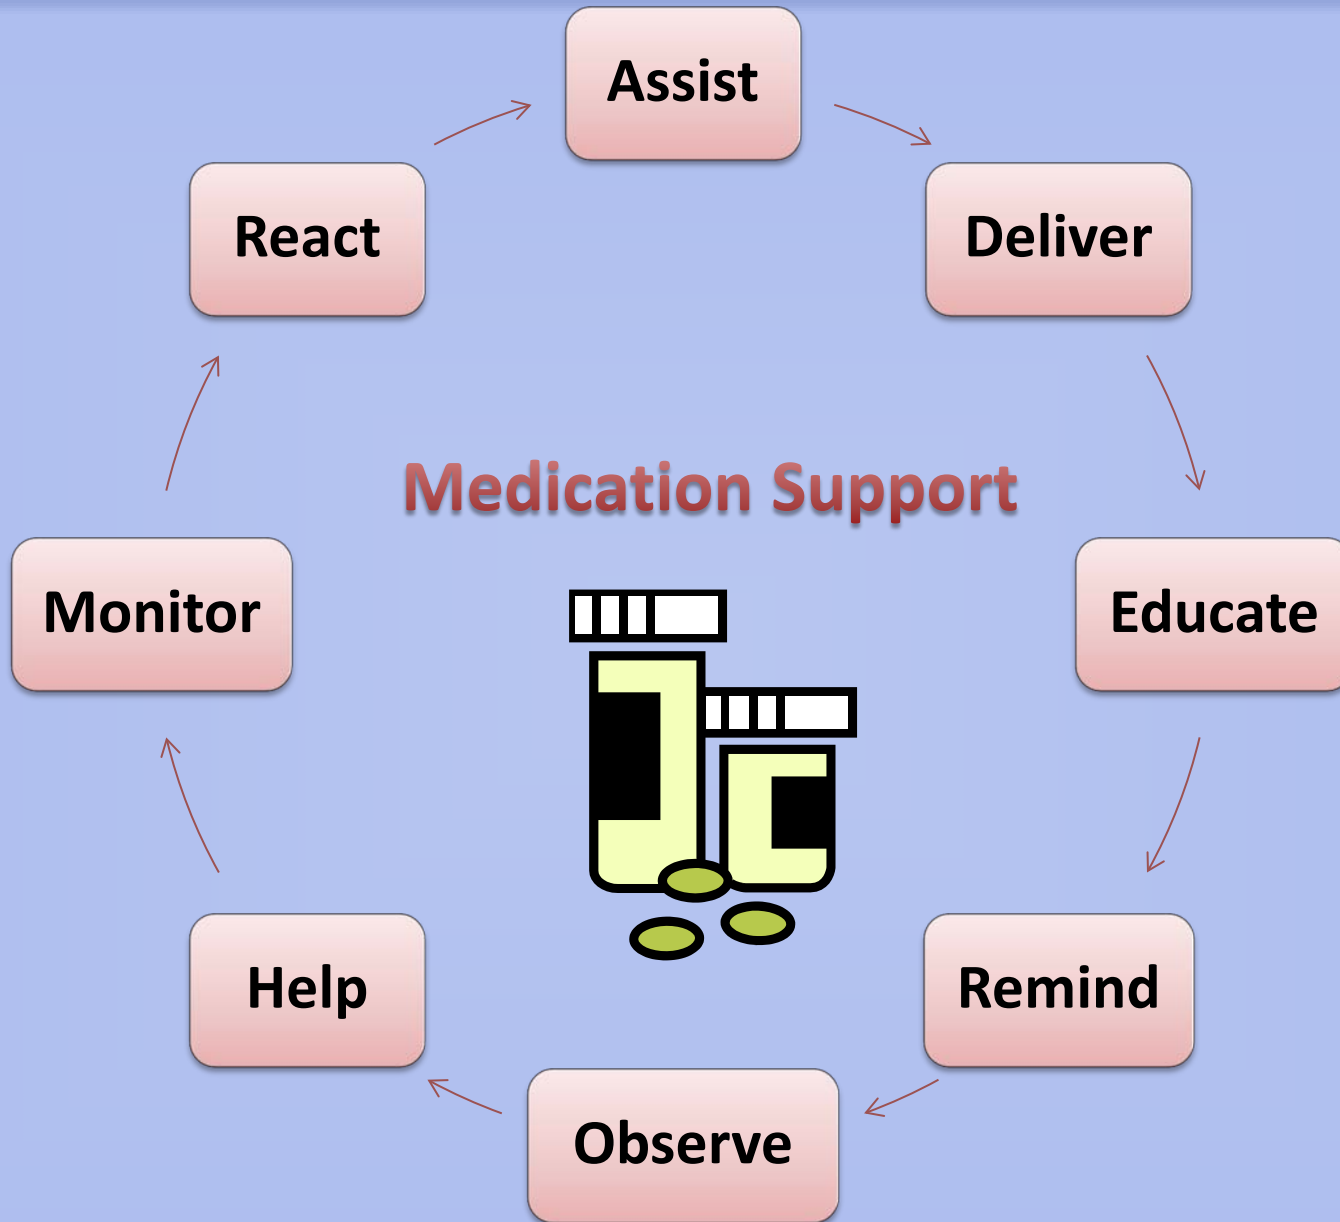 Assist
React
Deliver
Medication Support
Monitor
Educate
Help
Remind
Observe